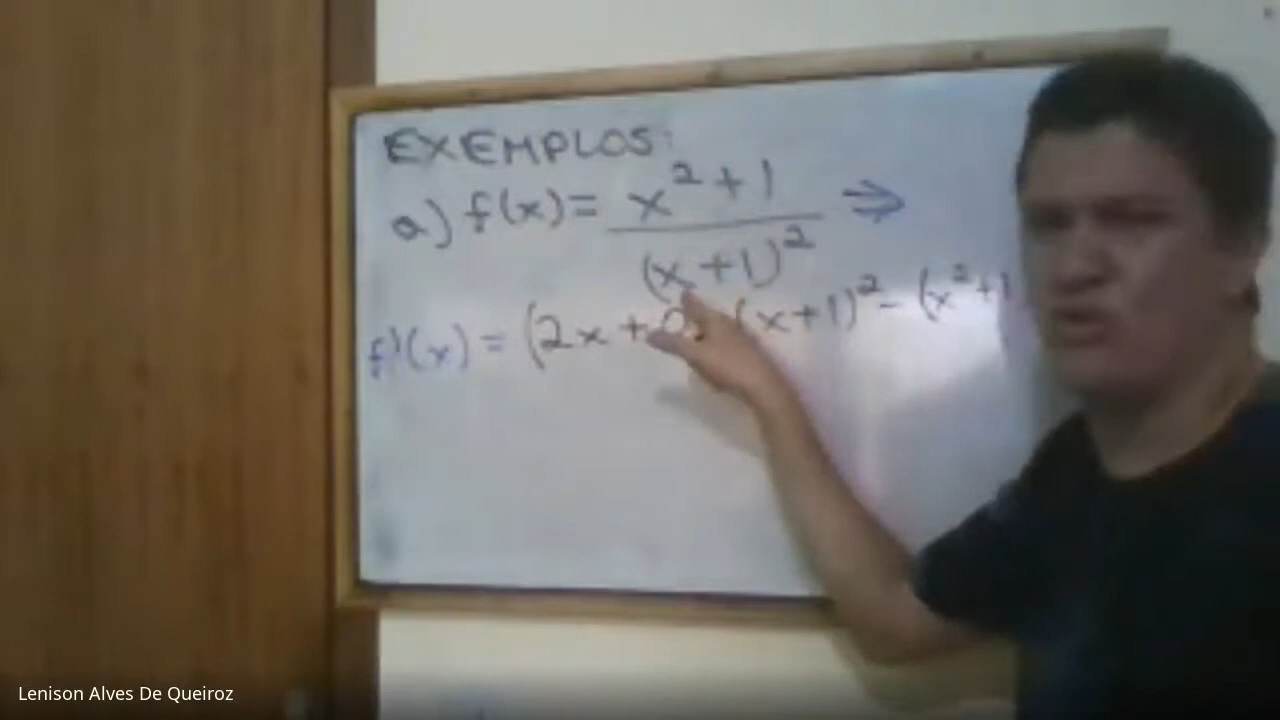 EXEMPLOS:
a) f(x) = x² + 1 ⇒
(x + 1)²
f'(x) = (2x + 0) (x+1)² - (x²+1
Lenison Alves De Queiroz